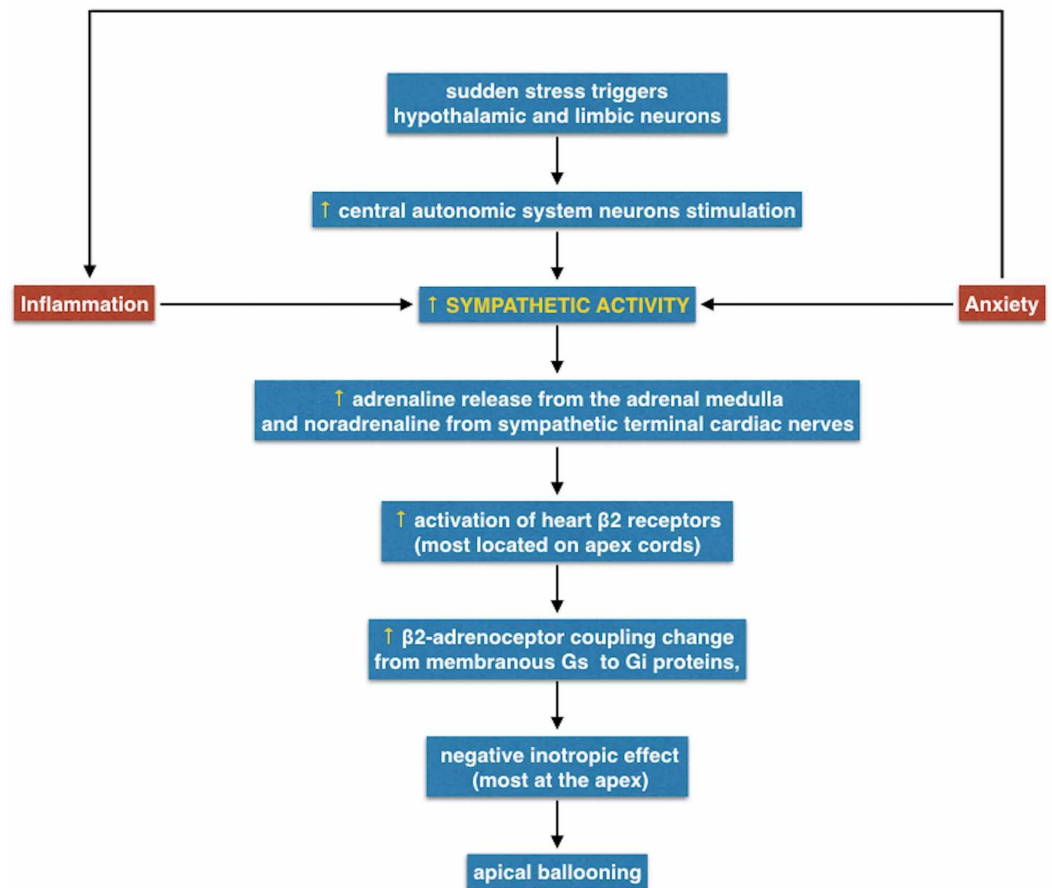 sudden stress triggers
hypothalamic and limbic neurons
↑ central autonomic system neurons stimulation
Inflammation
↑ SYMPATHETIC ACTIVITY
Anxiety
↑ adrenaline release from the adrenal medulla
and noradrenaline from sympathetic terminal cardiac nerves
↑ activation of heart β2 receptors
(most located on apex cords)
↑ β2-adrenoceptor coupling change
from membranous Gs to Gi proteins,
negative inotropic effect
(most at the apex)
apical ballooning